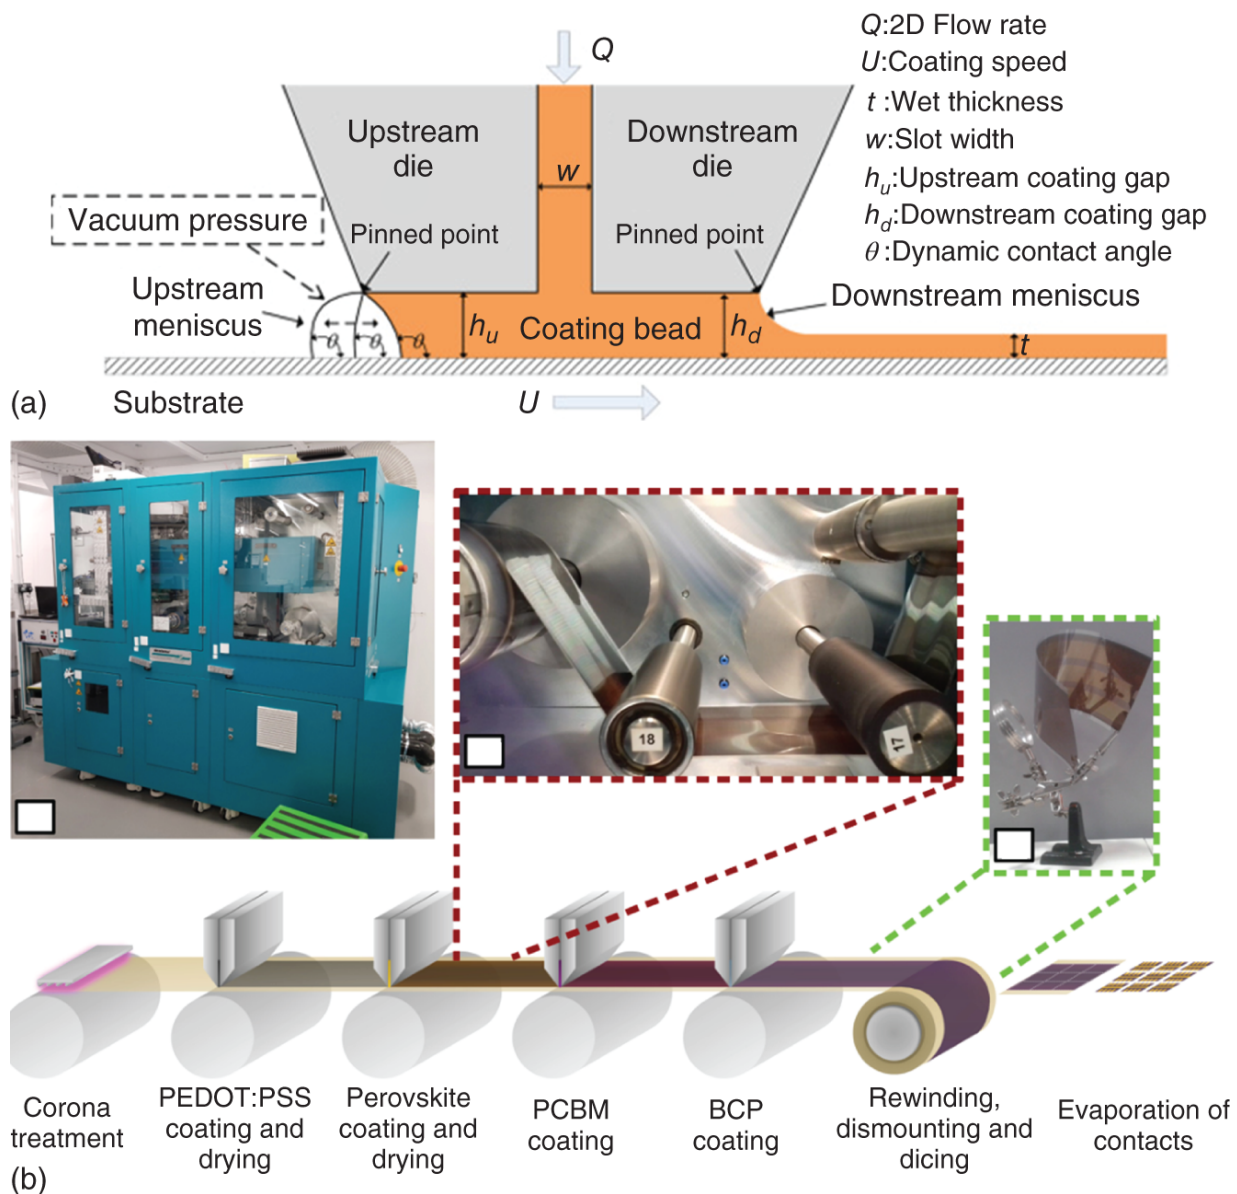 Q
Q:2D Flow rate
U:Coating speed
t :Wet thickness
w:Slot width
hu:Upstream coating gap
hd:Downstream coating gap
θ :Dynamic contact angle
Upstream
die
Downstream
die
w
Vacuum pressure
Pinned point
Pinned point
Upstream
meniscus
Downstream meniscus
θ
θ
θ
hu
Coating bead
hd
t
(a)
Substrate
U
18
17
Corona
treatment
PEDOT:PSS
coating and
drying
Perovskite
coating and
drying
PCBM
coating
BCP
coating
Rewinding,
dismounting and
dicing
Evaporation of
contacts
(b)